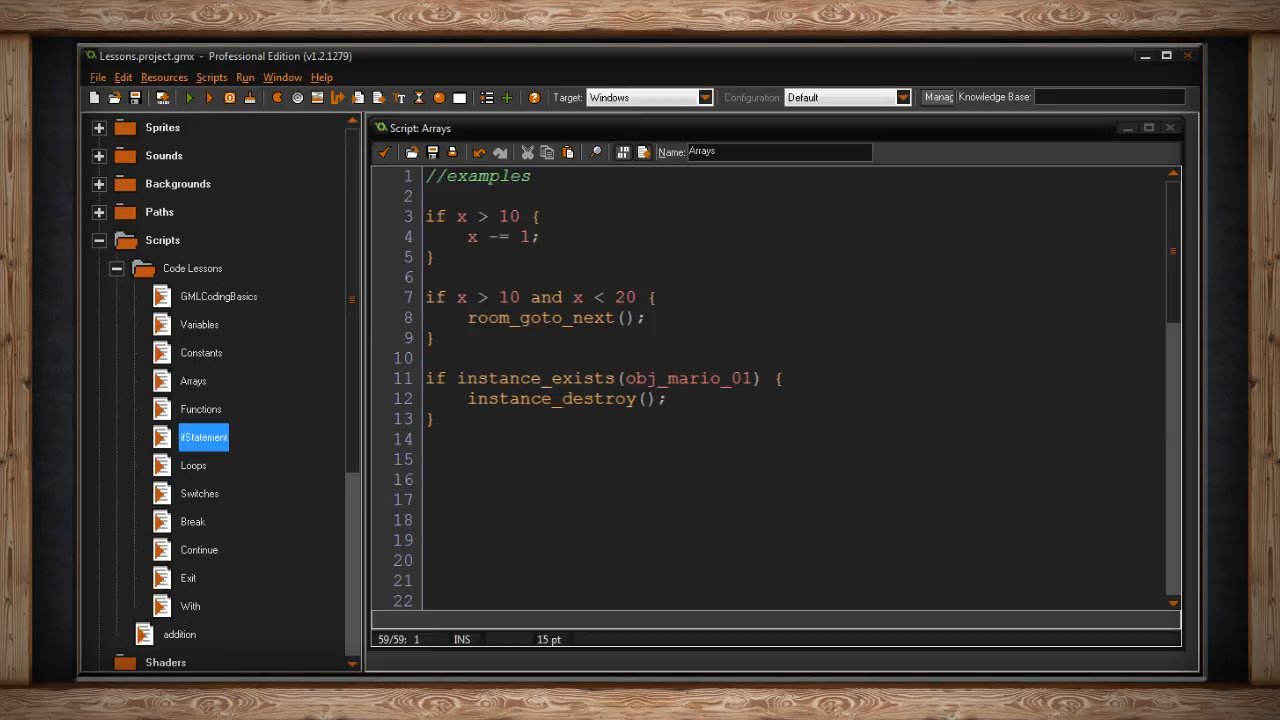 Lessons.project.gmx - Professional Edition (v1.2.1279)
File Edit Resources Scripts Run Window Help
Target: Windows Configuration: Default Manag Knowledge Base:
Sprites
Sounds
Backgrounds
Paths
Scripts
Code Lessons
GMLCodingBasics
Variables
Constants
Arrays
Functions
ifStatement
Loops
Switches
Break
Continue
Exit
With
addition
Shaders
Script: Arrays
Name: Arrays
1 //examples
2
3 if x > 10 {
4 x -= 1;
5 }
6
7 if x > 10 and x < 20 {
8 room_goto_next();
9 }
10
11 if instance_exists(obj_mario_01) {
12 instance_destroy();
13 }
14
15
16
17
18
19
20
21
22
59/59: 1 INS 15 pt